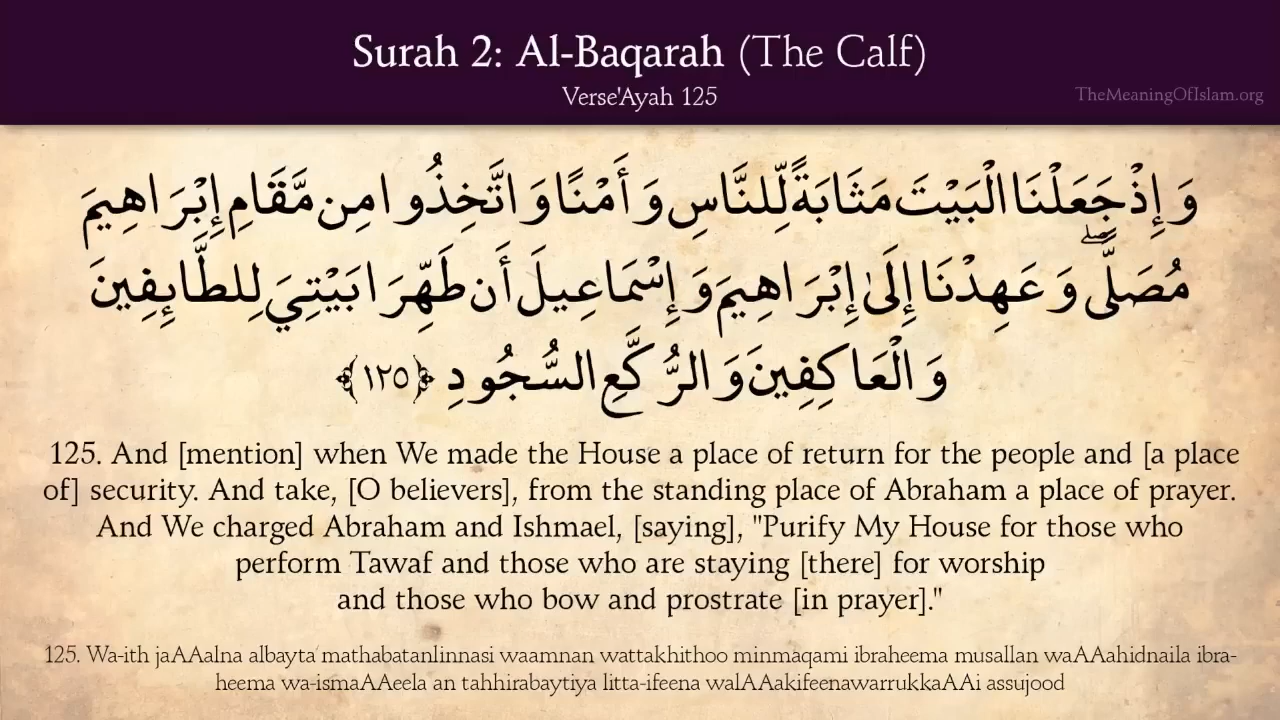 Surah 2: Al-Baqarah (The Calf)
Verse'Ayah 125
TheMeaningOfIslam.org
وَإِذْ جَعَلْنَا الْبَيْتَ مَثَابَةً لِّلنَّاسِ وَأَمْنًا وَاتَّخِذُوا مِن مَّقَامِ إِبْرَاهِيمَ
مُصَلًّى ۖ وَعَهِدْنَا إِلَىٰ إِبْرَاهِيمَ وَإِسْمَاعِيلَ أَن طَهِّرَا بَيْتِيَ لِلطَّائِفِينَ
وَالْعَاكِفِينَ وَالرُّكَّعِ السُّجُودِ ﴿١٢٥﴾
125. And [mention] when We made the House a place of return for the people and [a place
of] security. And take, [O believers], from the standing place of Abraham a place of prayer.
And We charged Abraham and Ishmael, [saying], "Purify My House for those who
perform Tawaf and those who are staying [there] for worship
and those who bow and prostrate [in prayer]."
125. Wa-ith jaAAalna albayta mathabatanlinnasi waamnan wattakhithoo minmaqami ibraheema musallan waAAahidnaila ibra-
heema wa-ismaAAeela an tahhirabaytiya litta-ifeena walAAakifeenawarrukkaAAi assujood